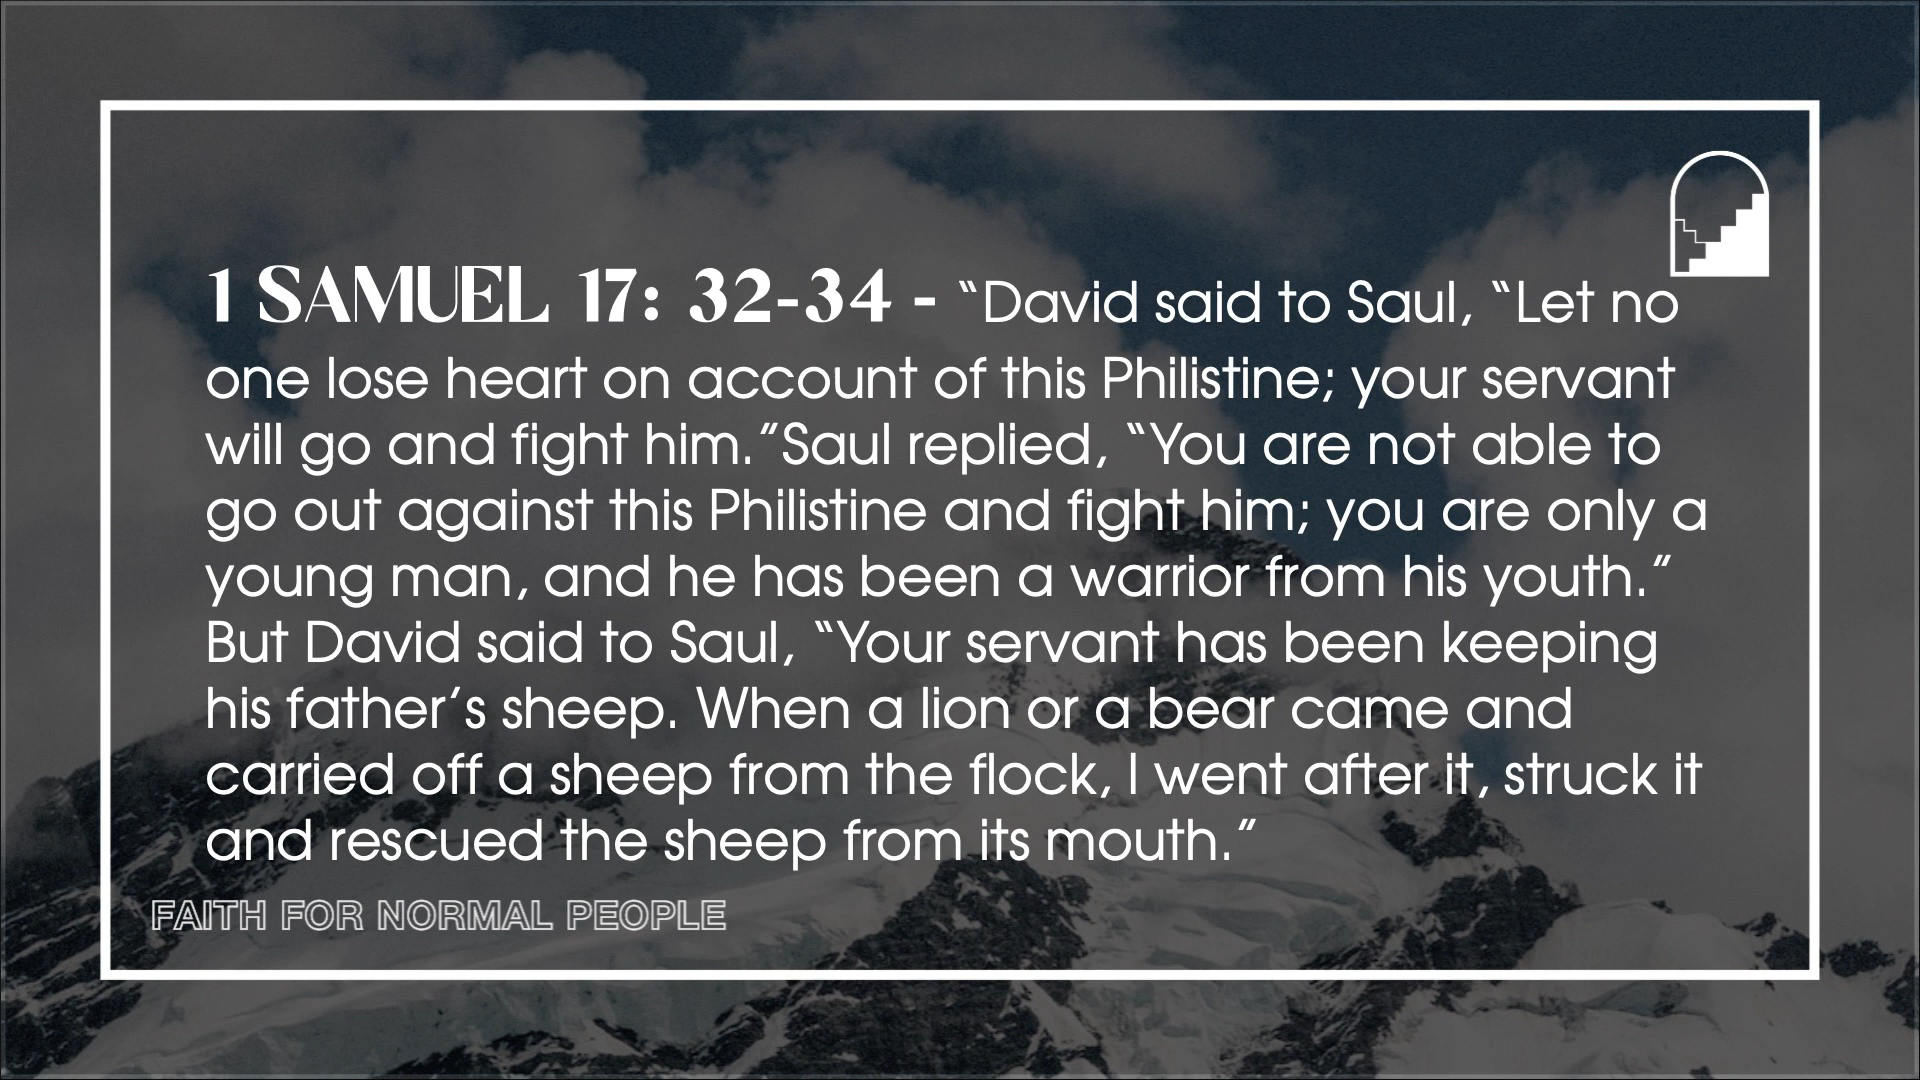 1 SAMUEL 17: 32-34 - “David said to Saul, “Let no
one lose heart on account of this Philistine; your servant
will go and fight him.”Saul replied, “You are not able to
go out against this Philistine and fight him; you are only a
young man, and he has been a warrior from his youth.”
But David said to Saul, “Your servant has been keeping
his father’s sheep. When a lion or a bear came and
carried off a sheep from the flock, I went after it, struck it
and rescued the sheep from its mouth.”
FAITH FOR NORMAL PEOPLE